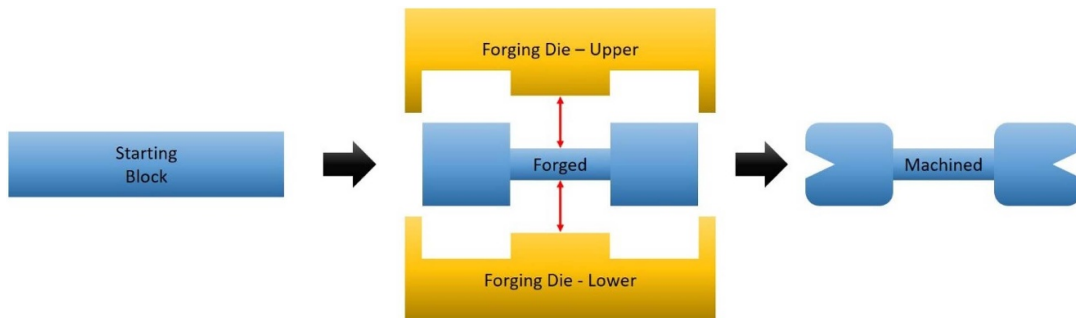 Forging Die – Upper
Starting
Block
Forged
Machined
Forging Die - Lower